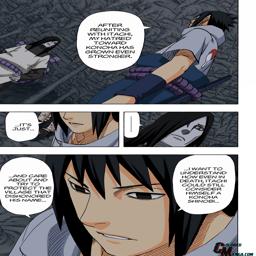 AFTER
REUNITING
WITH ITACHI,
MY HATRED
TOWARD
KONOHA HAS
GROWN EVEN
STRONGER.
...IT'S
JUST...
...I WANT TO
UNDERSTAND
HOW EVEN IN
DEATH, ITACHI
COULD STILL
CONSIDER
HIMSELF A
KONOHA
SHINOBI...
...AND CARE
ABOUT AND
TRY TO
PROTECT THE
VILLAGE THAT
DISHONORED
HIS NAME...